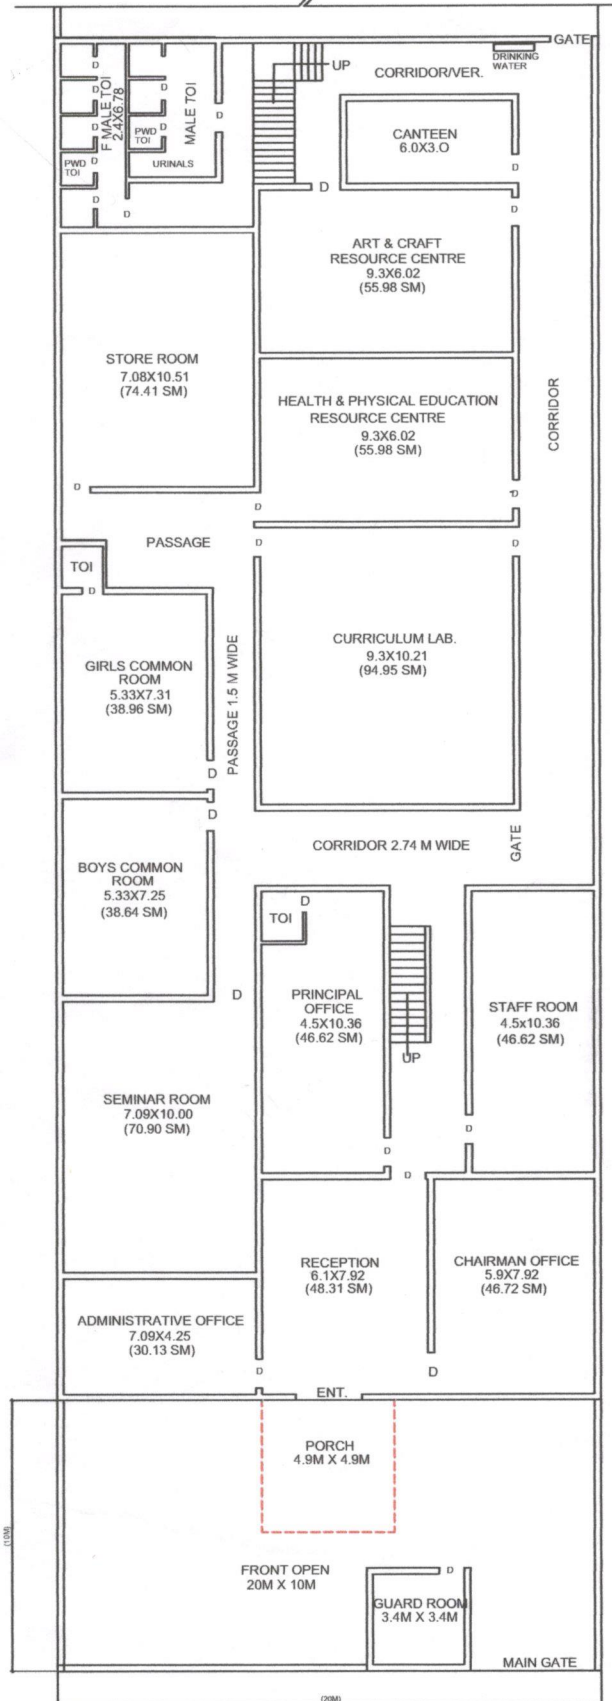 GATE
DRINKING
WATER
UP
CORRIDOR/VER.
D
F MALE TOI
2.4X6.78
MALE TOI
D
D
D
CANTEEN
6.0X3.O
D
D
PWD
TOI
D
PWD
TOI
URINALS
D
D
D
D
D
ART & CRAFT
RESOURCE CENTRE
9.3X6.02
(55.98 SM)
STORE ROOM
7.08X10.51
(74.41 SM)
HEALTH & PHYSICAL EDUCATION
RESOURCE CENTRE
9.3X6.02
(55.98 SM)
CORRIDOR
D
D
D
PASSAGE
D
D
TOI
D
CURRICULUM LAB.
9.3X10.21
(94.95 SM)
GIRLS COMMON
ROOM
5.33X7.31
(38.96 SM)
PASSAGE 1.5 M WIDE
D
D
CORRIDOR 2.74 M WIDE
GATE
BOYS COMMON
ROOM
5.33X7.25
(38.64 SM)
D
TOI
D
PRINCIPAL
OFFICE
4.5X10.36
(46.62 SM)
UP
STAFF ROOM
4.5x10.36
(46.62 SM)
SEMINAR ROOM
7.09X10.00
(70.90 SM)
D
D
D
RECEPTION
6.1X7.92
(48.31 SM)
CHAIRMAN OFFICE
5.9X7.92
(46.72 SM)
ADMINISTRATIVE OFFICE
7.09X4.25
(30.13 SM)
D
D
ENT.
PORCH
4.9M X 4.9M
(10M)
FRONT OPEN
20M X 10M
D
GUARD ROOM
3.4M X 3.4M
MAIN GATE
(20M)